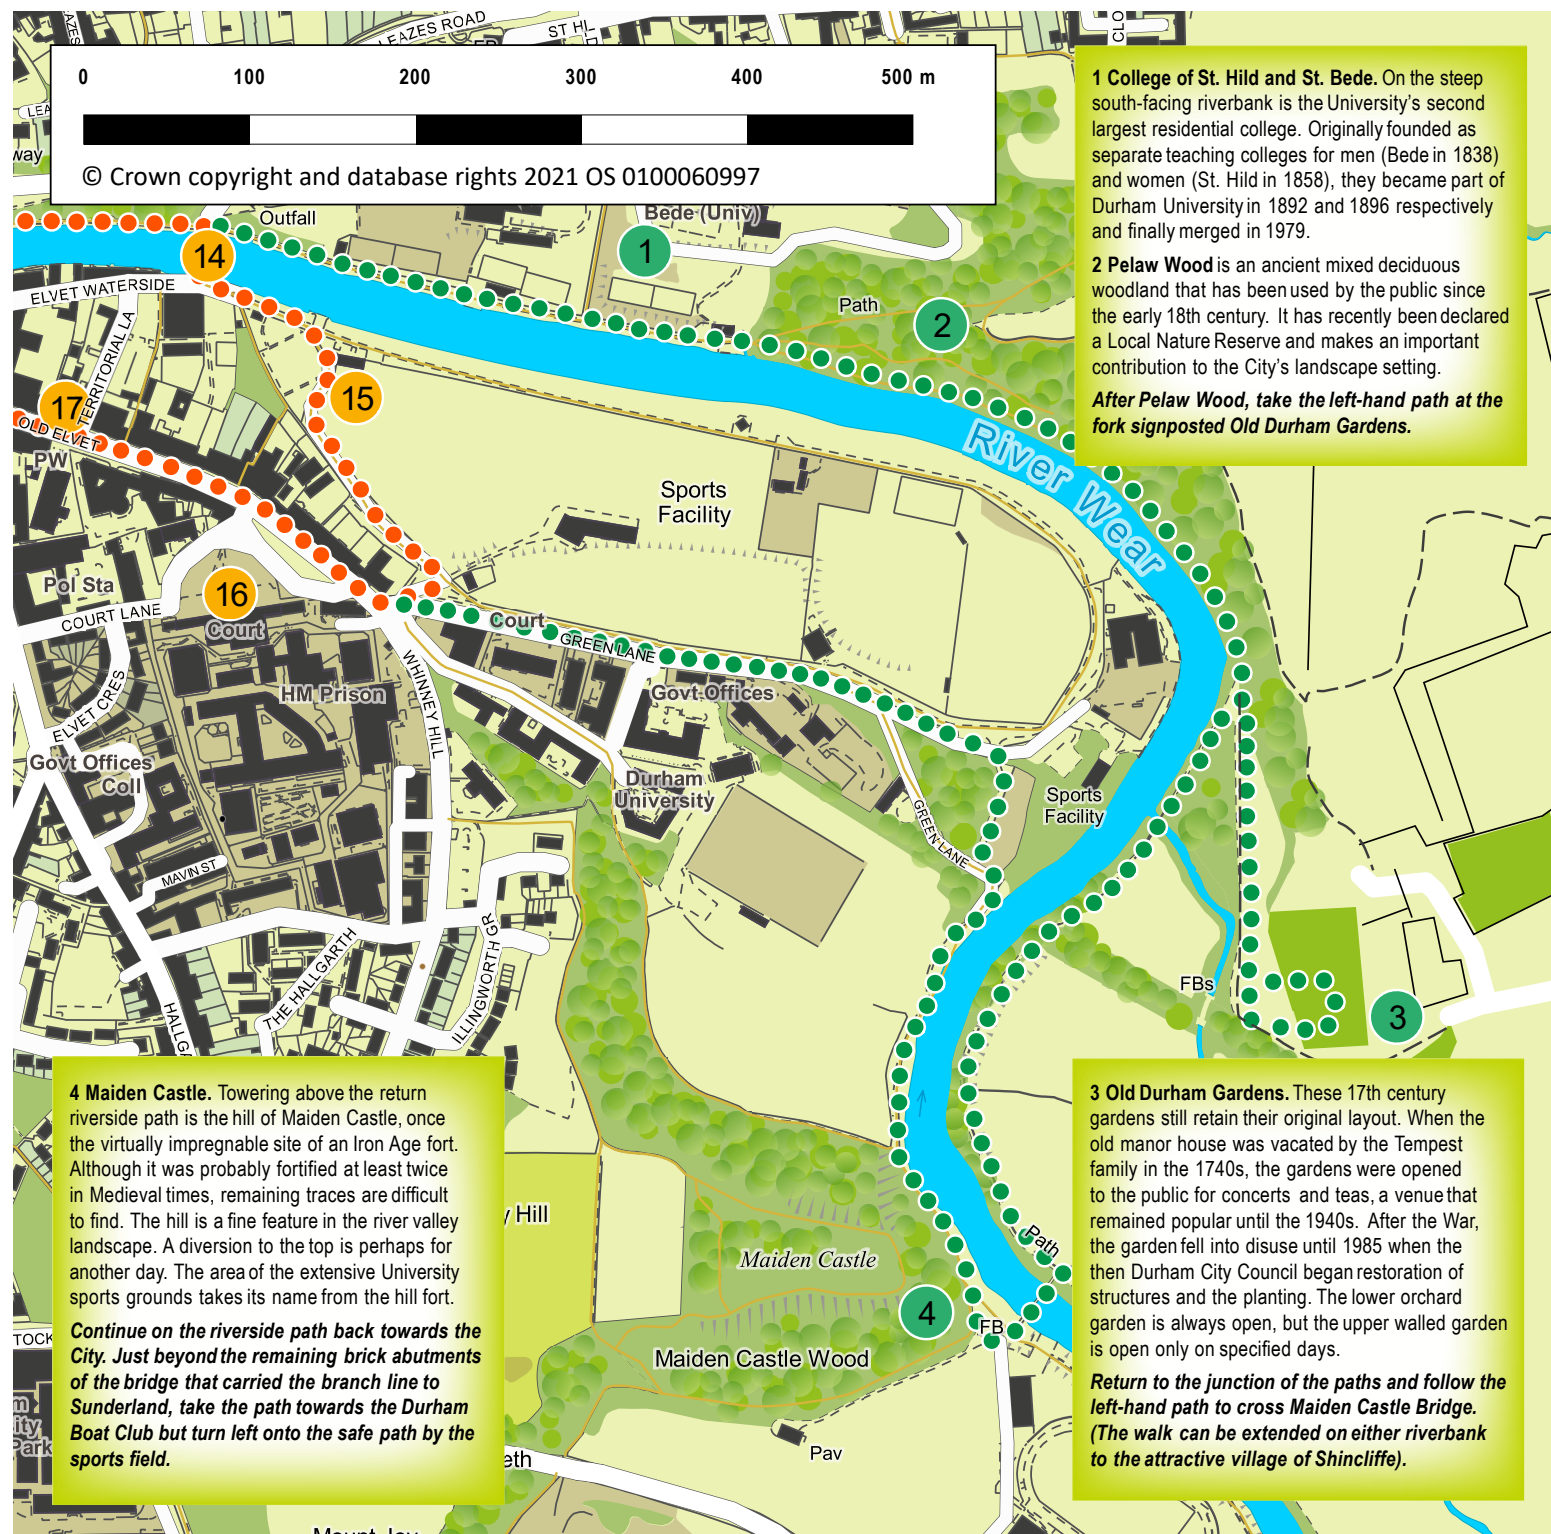 LEAZES ROAD
ST HILD
0 100 200 300 400 500 m
© Crown copyright and database rights 2021 OS 0100060997
way
CLO
Outfall
Bede (Univ)
1
14
ELVET WATERSIDE
TERRITORIAL LA
Path
2
15
17
OLD ELVET
PW
River Wear
Sports
Facility
Pol Sta
16
COURT LANE
Court
Court
GREEN LANE
ELVET CRES
HM Prison
WHINNEY HILL
Govt Offices
Govt Offices
Coll
Durham
University
Sports
Facility
GREEN LANE
MAVIN ST
THE HALLGARTH
ILLINGWORTH GR
HALLGA
FBs
3
y Hill
Path
Maiden Castle
4
FB
Maiden Castle Wood
TOCK
m
ity
Park
Pav
eth
Mount Joy
1 College of St. Hild and St. Bede. On the steep
south-facing riverbank is the University’s second
largest residential college. Originally founded as
separate teaching colleges for men (Bede in 1838)
and women (St. Hild in 1858), they became part of
Durham University in 1892 and 1896 respectively
and finally merged in 1979.
2 Pelaw Wood is an ancient mixed deciduous
woodland that has been used by the public since
the early 18th century. It has recently been declared
a Local Nature Reserve and makes an important
contribution to the City’s landscape setting.
After Pelaw Wood, take the left-hand path at the
fork signposted Old Durham Gardens.
3 Old Durham Gardens. These 17th century
gardens still retain their original layout. When the
old manor house was vacated by the Tempest
family in the 1740s, the gardens were opened
to the public for concerts and teas, a venue that
remained popular until the 1940s. After the War,
the garden fell into disuse until 1985 when the
then Durham City Council began restoration of
structures and the planting. The lower orchard
garden is always open, but the upper walled garden
is open only on specified days.
Return to the junction of the paths and follow the
left-hand path to cross Maiden Castle Bridge.
(The walk can be extended on either riverbank
to the attractive village of Shincliffe).
4 Maiden Castle. Towering above the return
riverside path is the hill of Maiden Castle, once
the virtually impregnable site of an Iron Age fort.
Although it was probably fortified at least twice
in Medieval times, remaining traces are difficult
to find. The hill is a fine feature in the river valley
landscape. A diversion to the top is perhaps for
another day. The area of the extensive University
sports grounds takes its name from the hill fort.
Continue on the riverside path back towards the
City. Just beyond the remaining brick abutments
of the bridge that carried the branch line to
Sunderland, take the path towards the Durham
Boat Club but turn left onto the safe path by the
sports field.